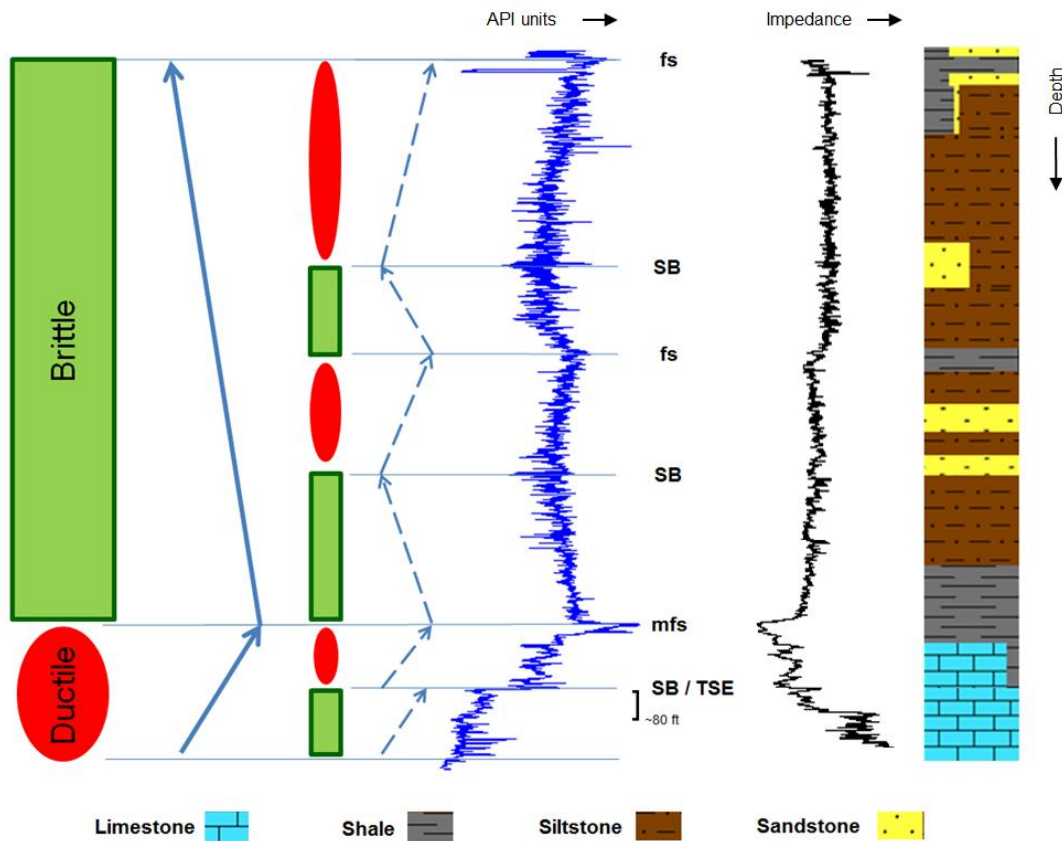 API units
Impedance
Depth
fs
SB
fs
SB
mfs
SB / TSE
~80 ft
Brittle
Ductile
Limestone
Shale
Siltstone
Sandstone